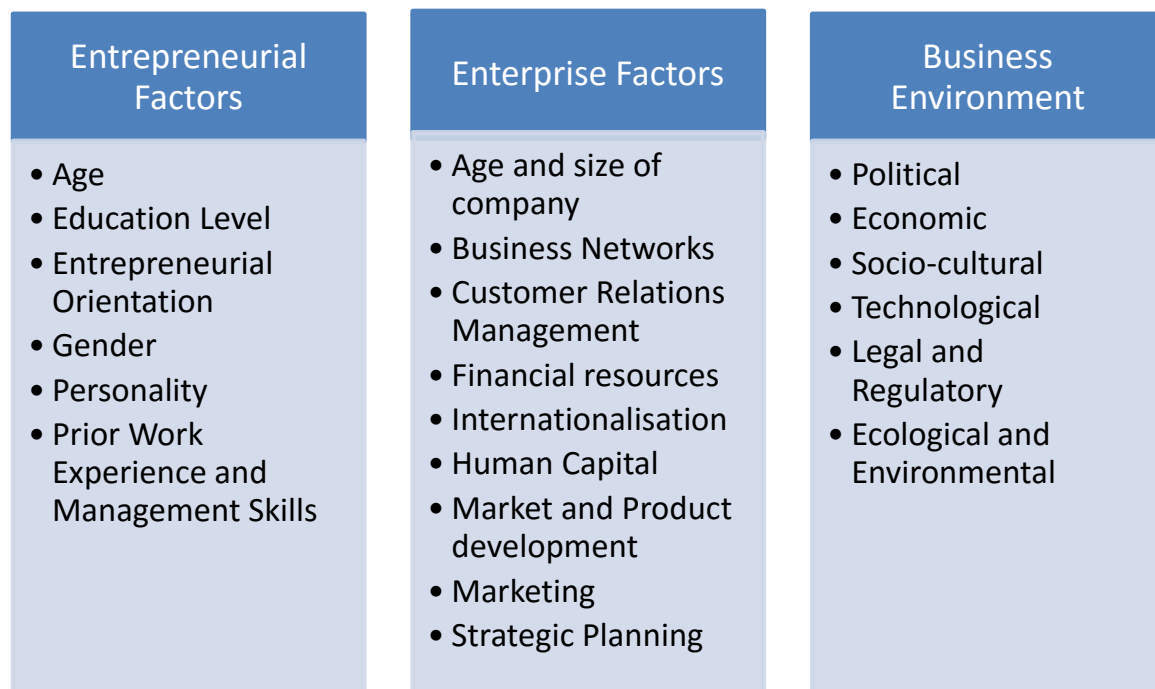 Entrepreneurial
Factors
• Age
• Education Level
• Entrepreneurial
Orientation
• Gender
• Personality
• Prior Work
Experience and
Management Skills
Enterprise Factors
• Age and size of
company
• Business Networks
• Customer Relations
Management
• Financial resources
• Internationalisation
• Human Capital
• Market and Product
development
• Marketing
• Strategic Planning
Business
Environment
• Political
• Economic
• Socio-cultural
• Technological
• Legal and
Regulatory
• Ecological and
Environmental